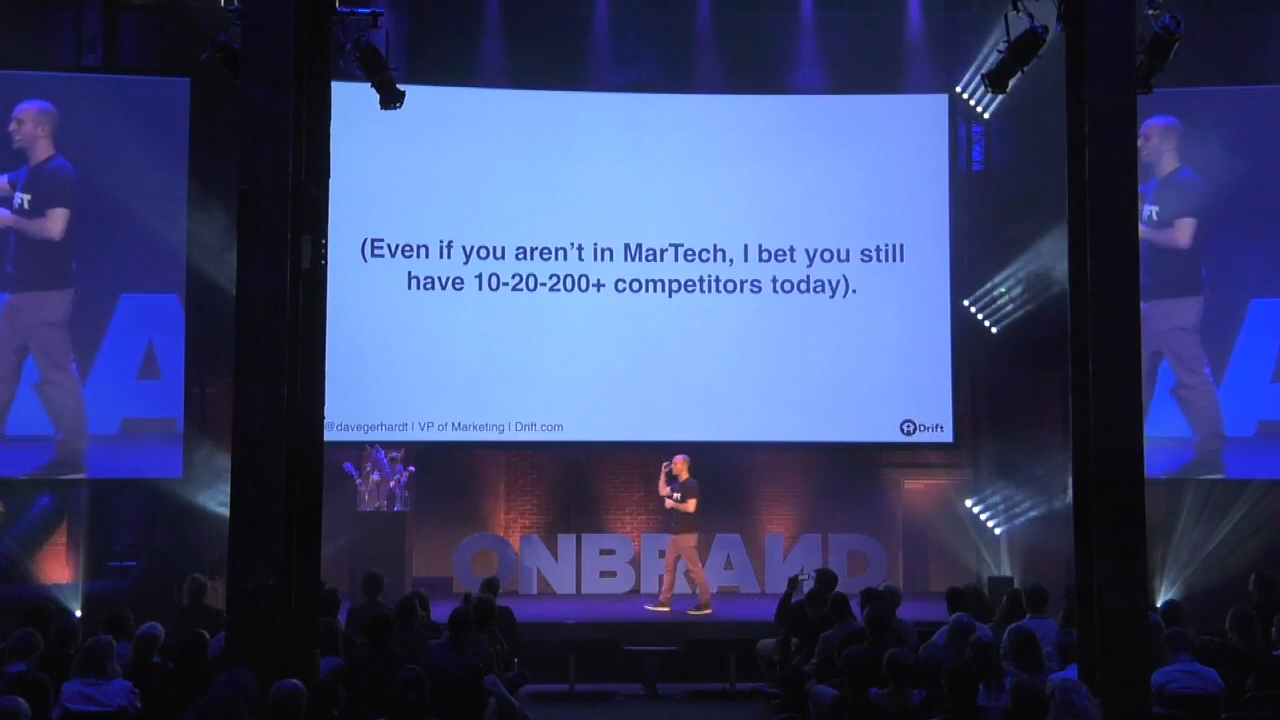 (Even if you aren't in MarTech, I bet you still
have 10-20-200+ competitors today).
@davegerhardt | VP of Marketing | Drift.com
Drift
ONBRAND